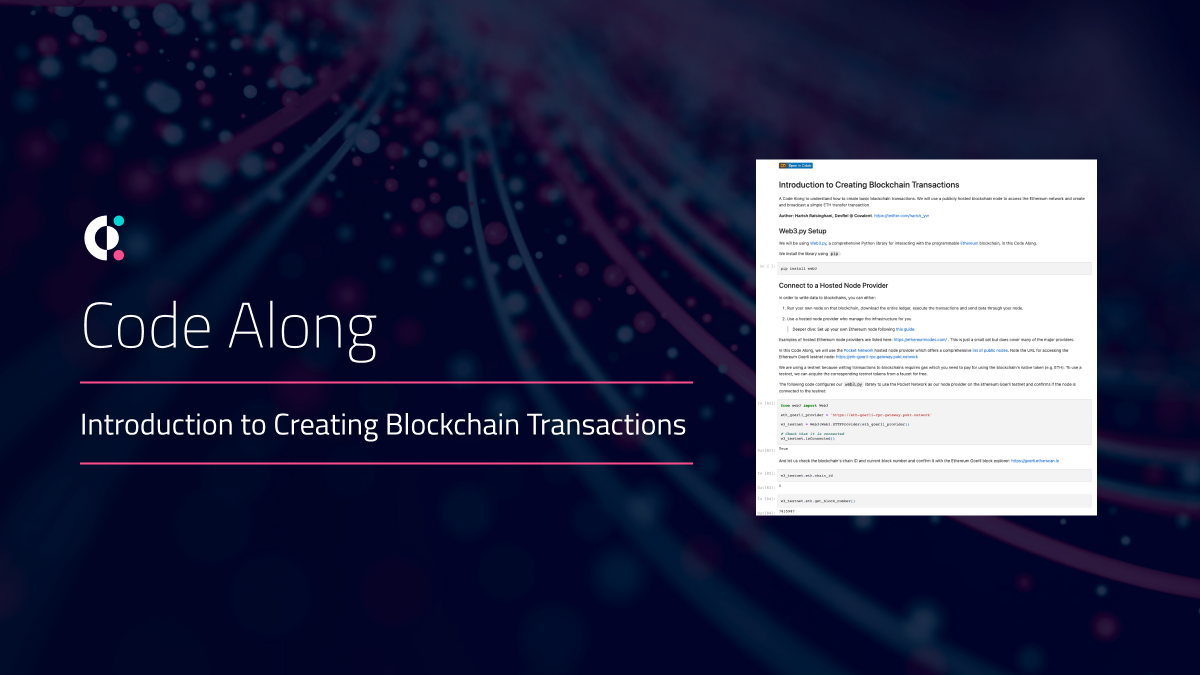 Code Along
Introduction to Creating Blockchain Transactions
Open in Colab
Introduction to Creating Blockchain Transactions
A Code Along to understand how to create basic blockchain transactions. We will use a publicly hosted blockchain node to access the Ethereum network and create
and broadcast a simple ETH transfer transaction.
Author: Harish Raisinghani, DevRel @ Covalent. https://twitter.com/harish_yvr
Web3.py Setup
We will be using Web3.py, a comprehensive Python library for interacting with the programmable Ethereum blockchain, in this Code Along.
We install the library using pip:
pip install web3
Connect to a Hosted Node Provider
In order to write data to blockchains, you can either:
1. Run your own node on that blockchain, download the entire ledger, execute the transactions and send data through your node.
2. Use a hosted node provider who manages the infrastructure for you
Deeper dive: Set up your own Ethereum node following this guide.
Examples of hosted Ethereum node providers are listed here: https://ethereumnodes.com/ . This is just a small set but does cover many of the major providers.
In this Code Along, we will use the Pocket Network hosted node provider which offers a comprehensive list of public nodes. Note the URL for accessing the
Ethereum Goerli testnet node: https://eth-goerli-rpc.gateway.pokt.network
We are using a testnet because writing transactions to blockchains requires gas which you need to pay for using the blockchain's native token (e.g. ETH). To use a
testnet, we can acquire the corresponding testnet tokens from a faucet for free.
The following code configures our web3.py library to use the Pocket Network as our node provider on the Ethereum Goerli testnet and confirms if the node is
connected to the testnet:
from web3 import Web3
eth_goerli_provider = 'https://eth-goerli-rpc.gateway.pokt.network'
w3_testnet = Web3(Web3.HTTPProvider(eth_goerli_provider))
# Check that it is connected
w3_testnet.isConnected()
True
And let us check the blockchain's chain ID and current block number and confirm it with the Ethereum Goerli block explorer: https://goerli.etherscan.io
w3_testnet.eth.chain_id
5
w3_testnet.eth.get_block_number()